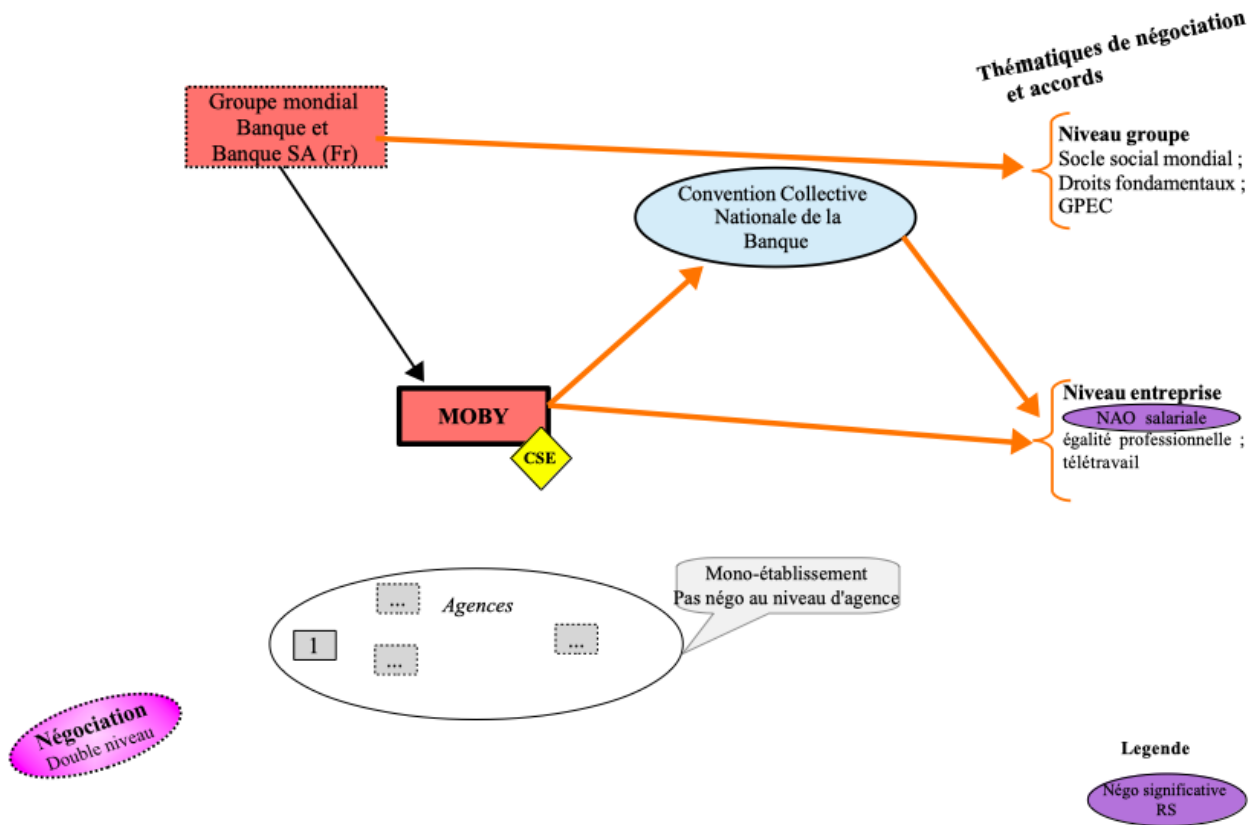 Thématiques de négociation
et accords
Groupe mondial
Banque et
Banque SA (Fr)
Niveau groupe
Socle social mondial ;
Droits fondamentaux ;
GPEC
Convention Collective
Nationale de la
Banque
MOBY
CSE
Niveau entreprise
NAO salariale
égalité professionnelle ;
télétravail
Mono-établissement
Pas négo au niveau d'agence
...
Agences
1
...
...
Négociation
Double niveau
Legende
Négo significative
RS